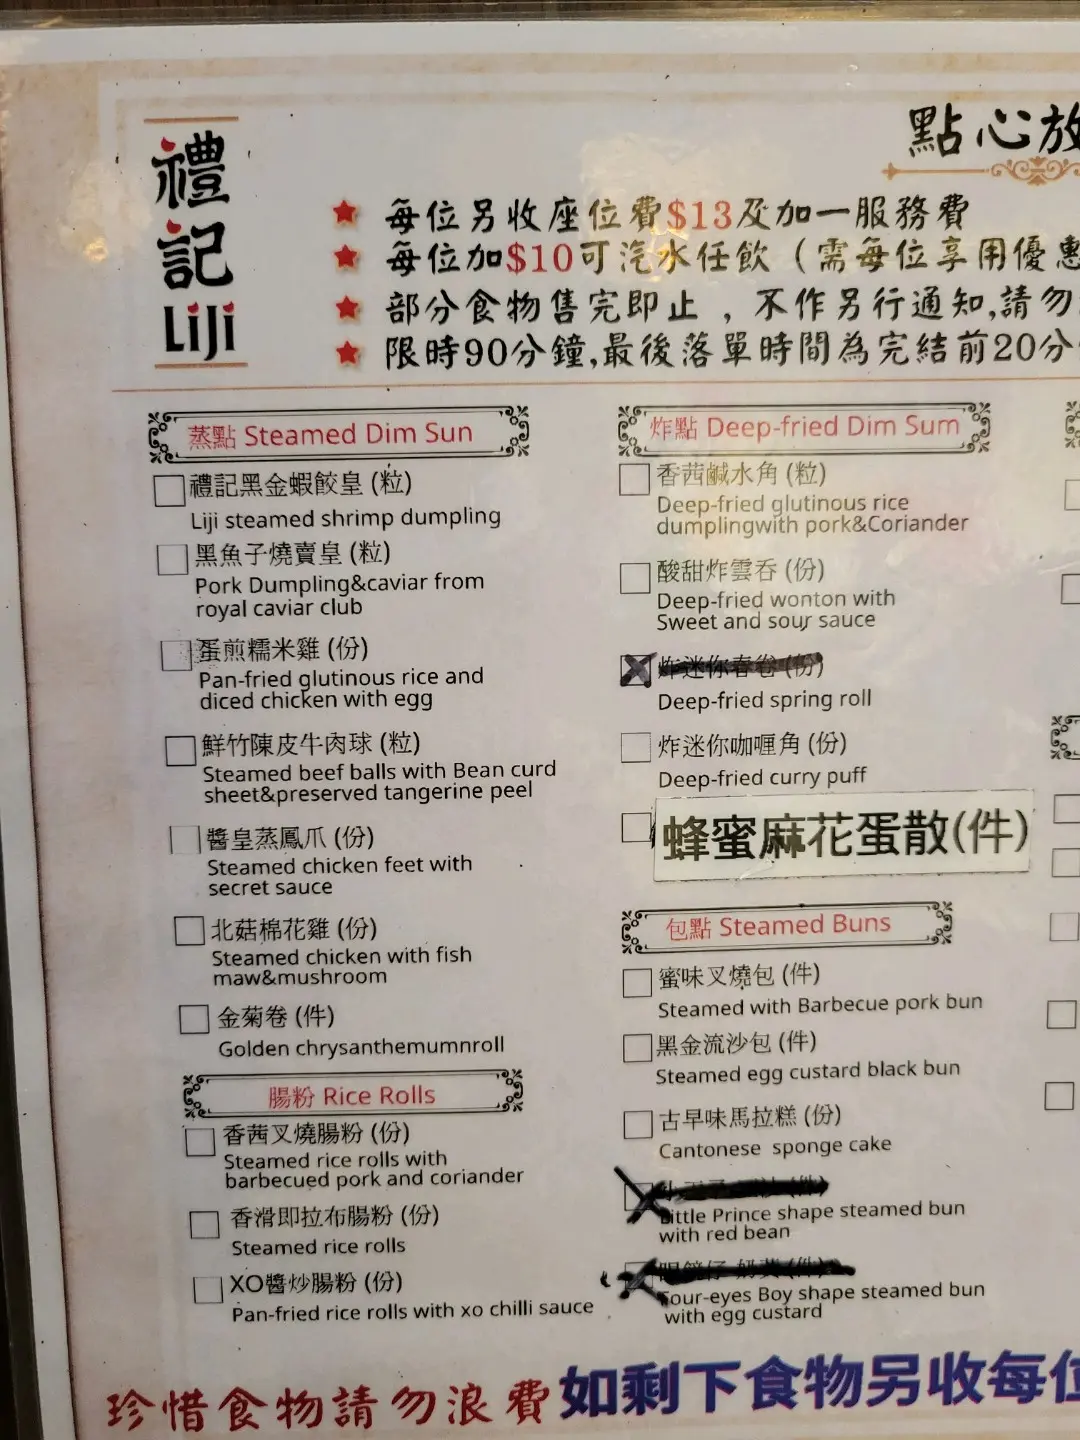 禮記
LiJi
點心放
每位另收座位費$13及加一服務費
每位加$10可汽水任飲（需每位享用優惠
部分食物售完即止，不作另行通知,請勿
限時90分鐘,最後落單時間為完結前20分
蒸點 Steamed Dim Sun
禮記黑金蝦餃皇 (粒)
Liji steamed shrimp dumpling
黑魚子燒賣皇 (粒)
Pork Dumpling&caviar from
royal caviar club
蛋煎糯米雞 (份)
Pan-fried glutinous rice and
diced chicken with egg
鮮竹陳皮牛肉球 (粒)
Steamed beef balls with Bean curd
sheet&preserved tangerine peel
醬皇蒸鳳爪 (份)
Steamed chicken feet with
secret sauce
北菇棉花雞 (份)
Steamed chicken with fish
maw&mushroom
金菊卷 (件)
Golden chrysanthemumnroll
腸粉 Rice Rolls
香茜叉燒腸粉 (份)
Steamed rice rolls with
barbecued pork and coriander
香滑即拉布腸粉 (份)
Steamed rice rolls
XO醬炒腸粉 (份)
Pan-fried rice rolls with xo chilli sauce
炸點 Deep-fried Dim Sum
香茜鹹水角 (粒)
Deep-fried glutinous rice
dumplingwith pork&Coriander
酸甜炸雲吞 (份)
Deep-fried wonton with
Sweet and sour sauce
炸迷你春卷 (份)
Deep-fried spring roll
炸迷你咖喱角 (份)
Deep-fried curry puff
蜂蜜麻花蛋散(件)
包點 Steamed Buns
蜜味叉燒包 (件)
Steamed with Barbecue pork bun
黑金流沙包 (件)
Steamed egg custard black bun
古早味馬拉糕 (份)
Cantonese sponge cake
Little Prince shape steamed bun
with red bean
Four-eyes Boy shape steamed bun
with egg custard
珍惜食物請勿浪費 如剩下食物另收每位